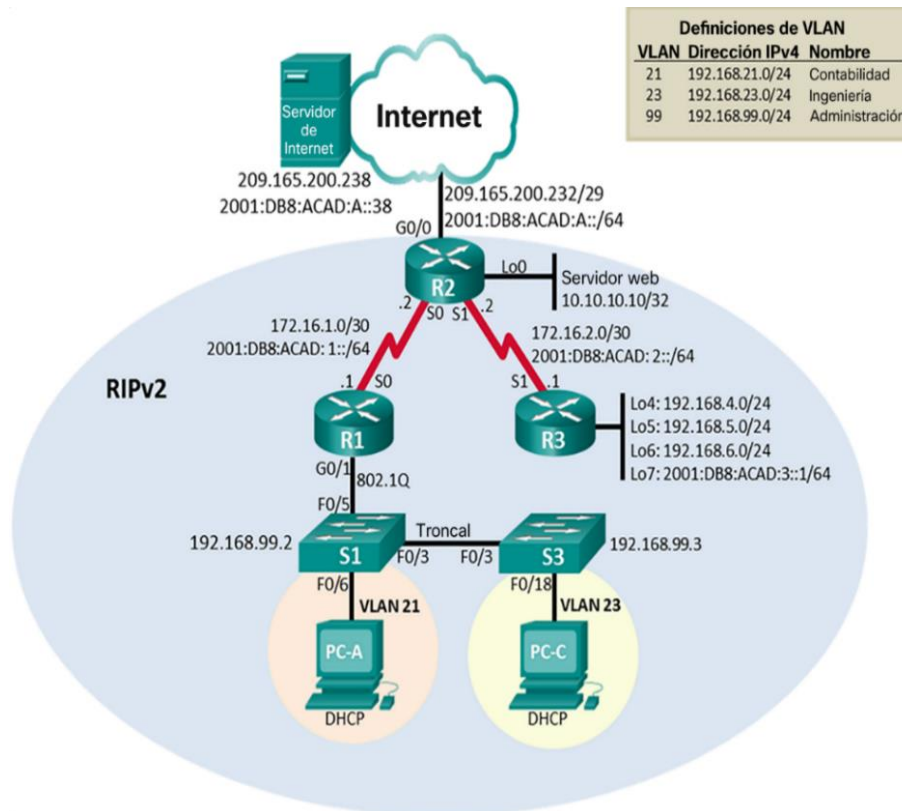 Definiciones de VLAN
VLAN Dirección IPv4 Nombre
21 192.168.21.0/24 Contabilidad
23 192.168.23.0/24 Ingeniería
99 192.168.99.0/24 Administración
Servidor
de
Internet
Internet
209.165.200.238
2001:DB8:ACAD:A::38
209.165.200.232/29
2001:DB8:ACAD:A::/64
G0/0
R2
Lo0
Servidor web
10.10.10.10/32
.2
S0
S1
.2
172.16.1.0/30
2001:DB8:ACAD: 1::/64
172.16.2.0/30
2001:DB8:ACAD: 2::/64
RIPv2
.1
S0
S1
.1
R1
R3
Lo4: 192.168.4.0/24
Lo5: 192.168.5.0/24
Lo6: 192.168.6.0/24
Lo7: 2001:DB8:ACAD:3::1/64
G0/1
802.1Q
F0/5
192.168.99.2
S1
Troncal
F0/3
F0/3
S3
192.168.99.3
F0/6
VLAN 21
F0/18
VLAN 23
PC-A
PC-C
DHCP
DHCP